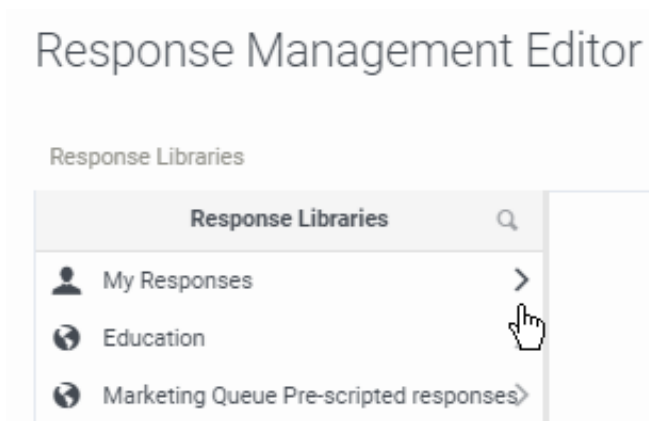 Response Management Editor
Response Libraries
Response Libraries
My Responses
Education
Marketing Queue Pre-scripted responses